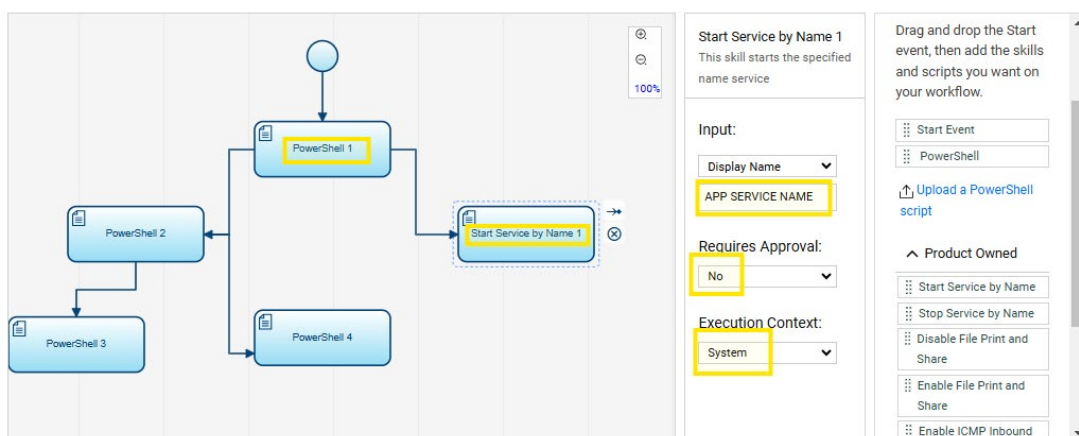 100%
PowerShell 1
PowerShell 2
Start Service by Name 1
PowerShell 3
PowerShell 4
Start Service by Name 1
This skill starts the specified
name service
Input:
Display Name
APP SERVICE NAME
Requires Approval:
No
Execution Context:
System
Drag and drop the Start
event, then add the skills
and scripts you want on
your workflow.
Start Event
PowerShell
Upload a PowerShell
script
Product Owned
Start Service by Name
Stop Service by Name
Disable File Print and
Share
Enable File Print and
Share
Enable ICMP Inbound